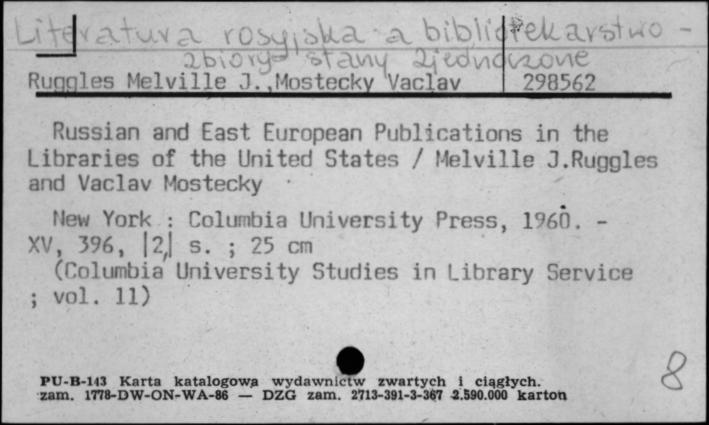 Literatura rosyjska a bibliotekarstwo -
zbiory - stany zjednoczone
Ruggles Melville J.,Mostecky Vaclav 298562
Russian and East European Publications in the
Libraries of the United States / Melville J.Ruggles
and Vaclav Mostecky
New York : Columbia University Press, 1960. -
XV, 396, |2,| s. ; 25 cm
(Columbia University Studies in Library Service
; vol. 11)
8
PU-B-143 Karta katalogowa wydawnictw zwartych i ciągłych.
zam. 1778-DW-ON-WA-86 — DZG zam. 2713-391-3-367 2.590.000 karton